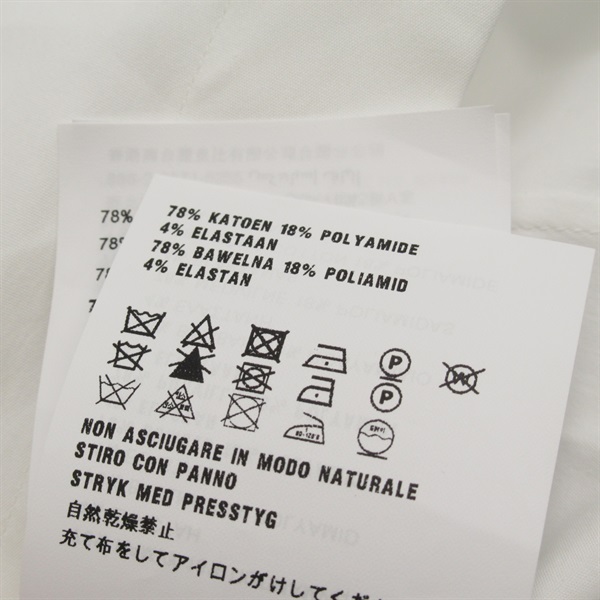 78%
78%
78% KATOEN 18% POLYAMIDE
4% ELASTAAN
78% BAWELNA 18% POLIAMID
4% ELASTAN
P
P
NON ASCIUGARE IN MODO NATURALE
STIRO CON PANNO
STRYK MED PRESSTYG
自然乾燥禁止
充て布をしてアイロンがけしてくだ